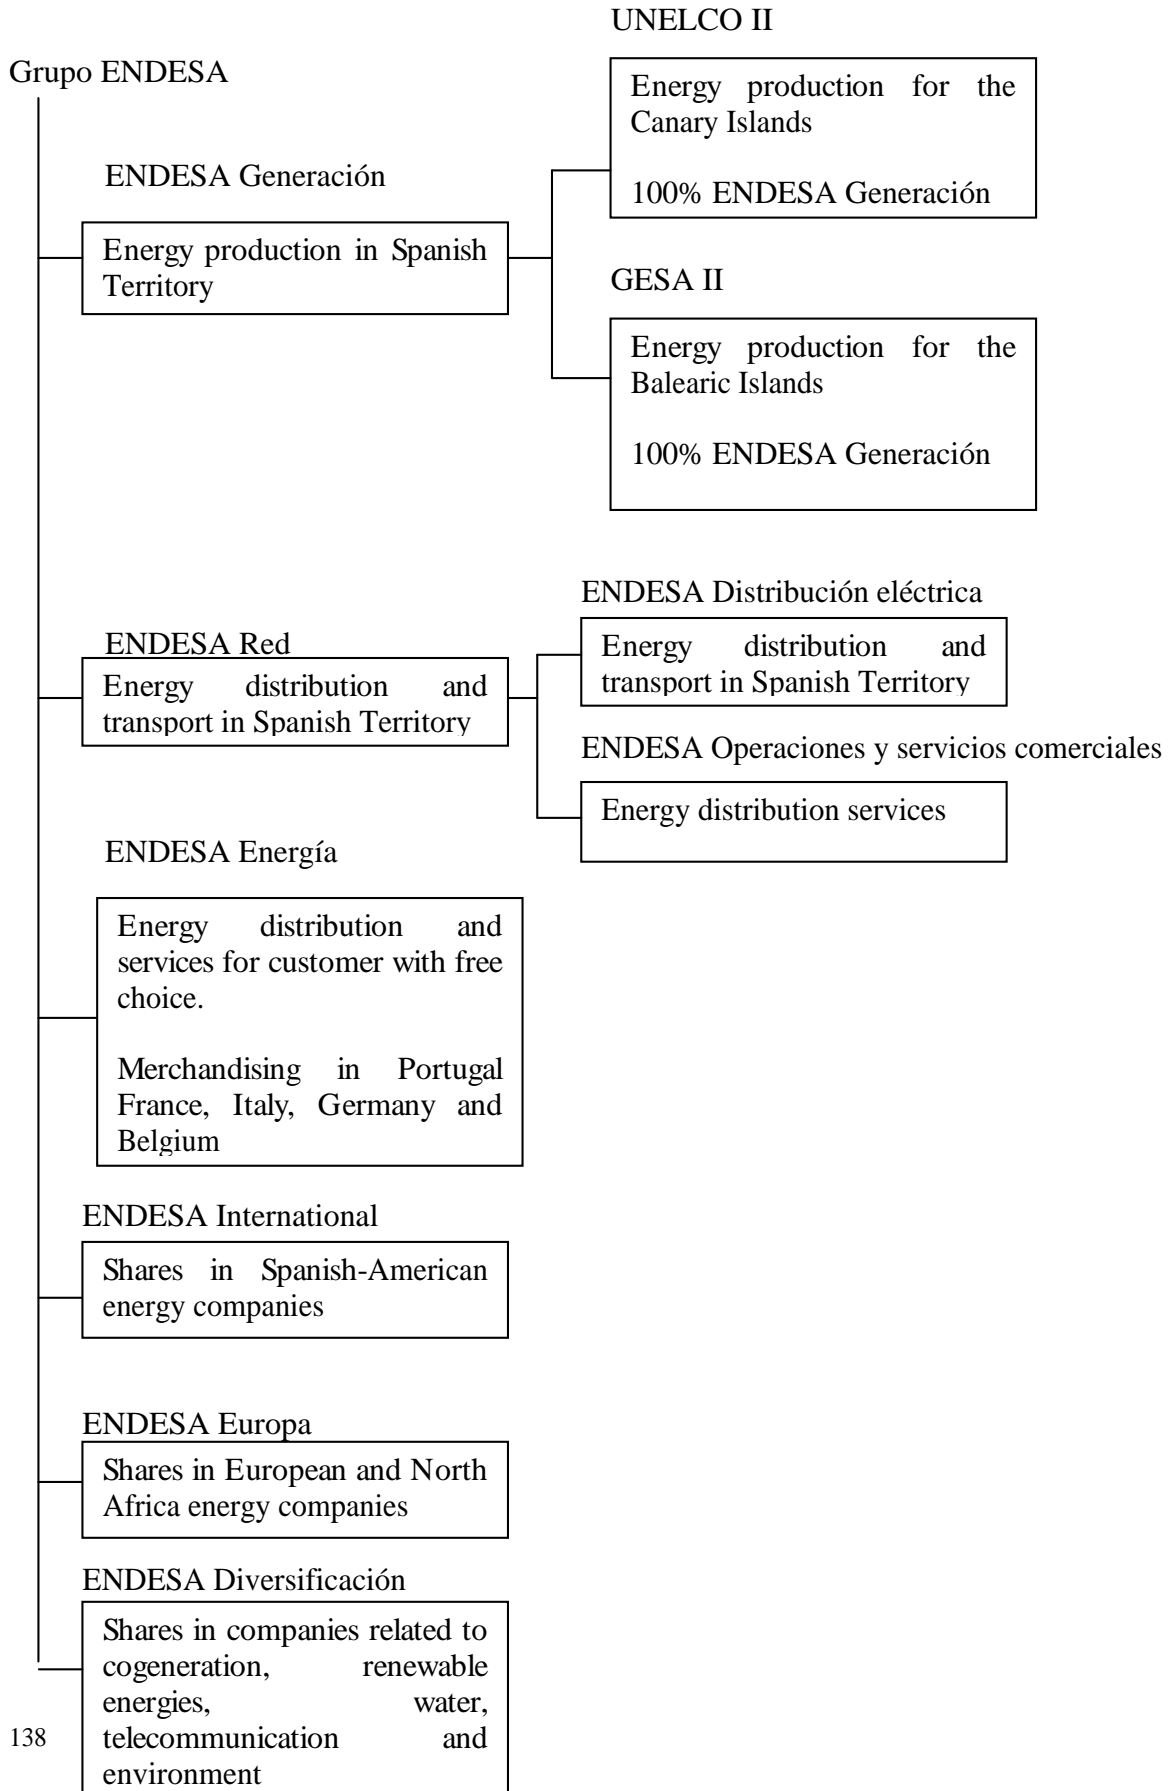 Grupo ENDESA
ENDESA Generación
Energy production in Spanish
Territory
UNELCO II
Energy production for the
Canary Islands
100% ENDESA Generación
GESA II
Energy production for the
Balearic Islands
100% ENDESA Generación
ENDESA Red
Energy distribution and
transport in Spanish Territory
ENDESA Distribución eléctrica
Energy distribution and
transport in Spanish Territory
ENDESA Operaciones y servicios comerciales
Energy distribution services
ENDESA Energía
Energy distribution and
services for customer with free
choice.
Merchandising in Portugal
France, Italy, Germany and
Belgium
ENDESA International
Shares in Spanish-American
energy companies
ENDESA Europa
Shares in European and North
Africa energy companies
ENDESA Diversificación
Shares in companies related to
cogeneration, renewable
energies, water,
telecommunication and
environment
138